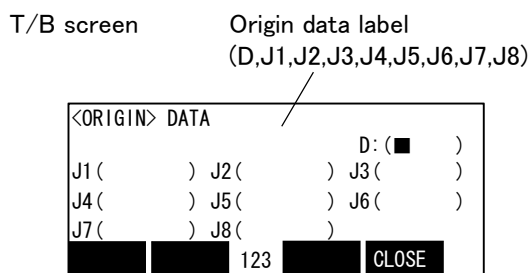 T/B screen
Origin data label
(D,J1,J2,J3,J4,J5,J6,J7,J8)
<ORIGIN> DATA
D:(■ )
J1( ) J2( ) J3( )
J4( ) J5( ) J6( )
J7( ) J8( )
123 CLOSE